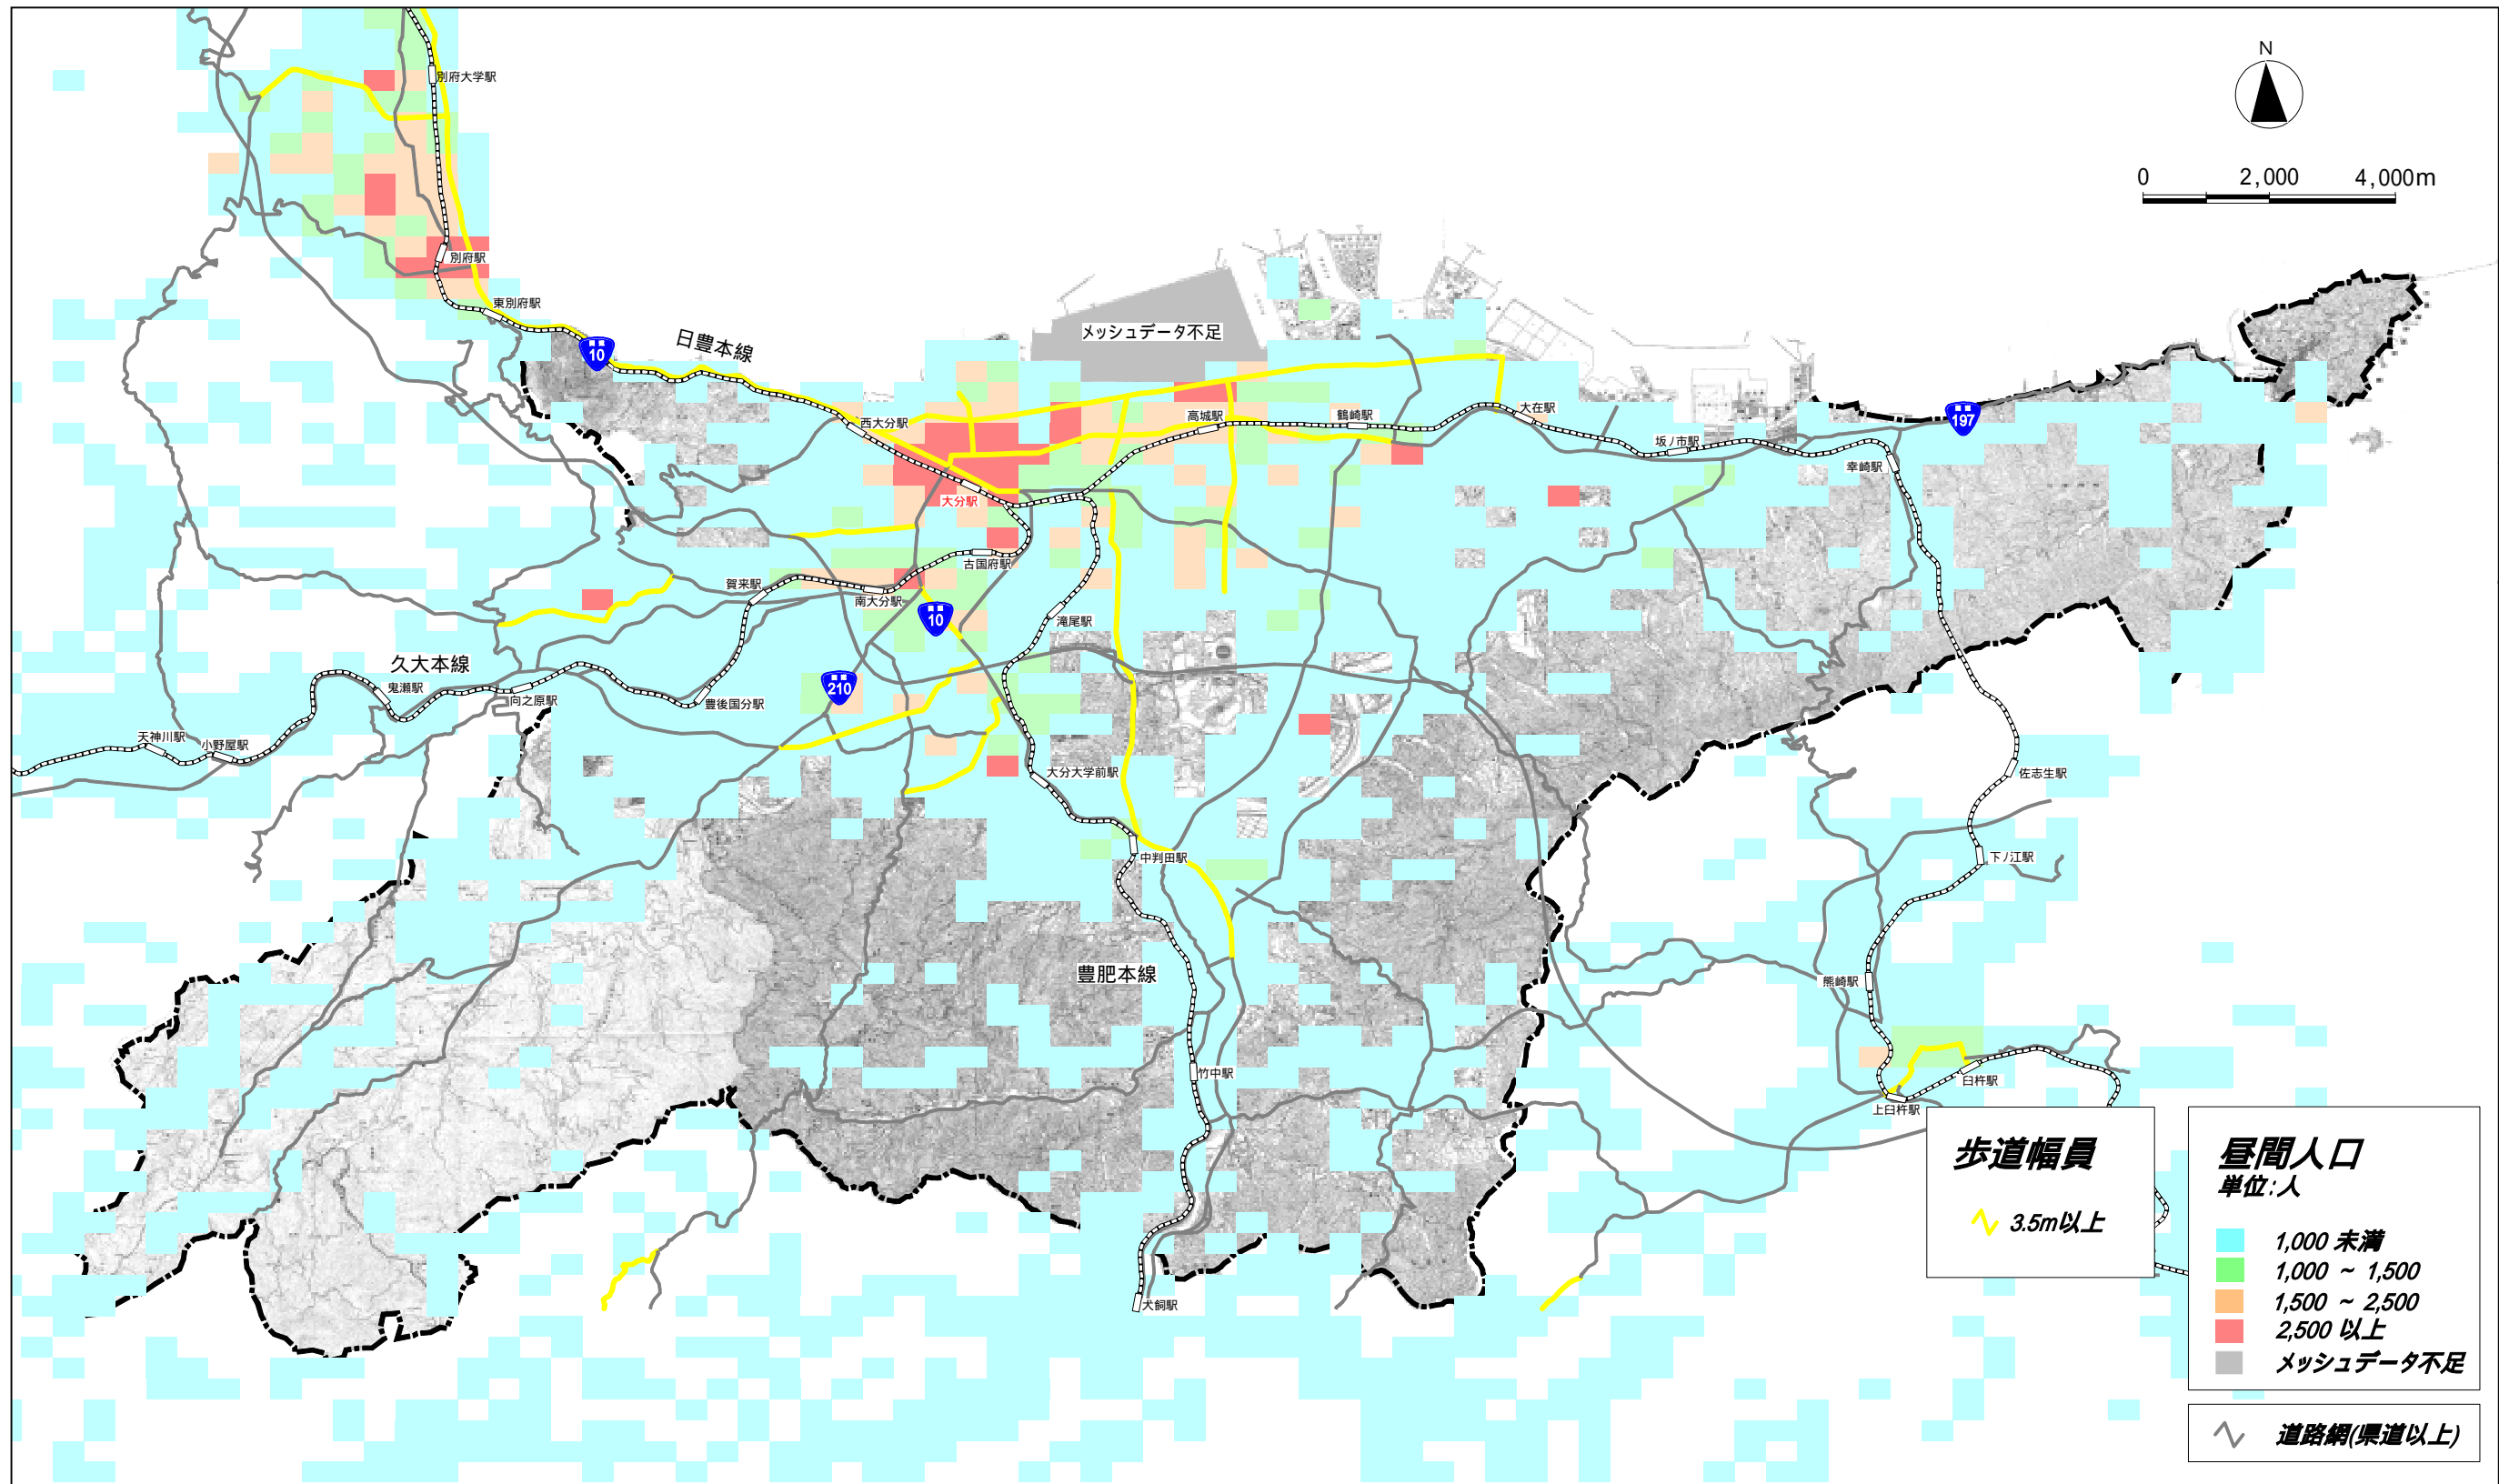 N
0 2,000 4,000m
別府大学駅
別府駅
東別府駅
国道
10
日豊本線
メッシュデータ不足
西大分駅
高城駅
鶴崎駅
大在駅
坂ノ市駅
国道
197
幸崎駅
大分駅
古国府駅
賀来駅
南大分駅
国道
10
滝尾駅
久大本線
鬼瀬駅
向之原駅
豊後国分駅
国道
210
天神川駅
小野屋駅
大分大学前駅
佐志生駅
中判田駅
下ノ江駅
豊肥本線
熊崎駅
竹中駅
臼杵駅
上臼杵駅
犬飼駅
歩道幅員
3.5m以上
昼間人口
単位:人
1,000 未満
1,000 ~ 1,500
1,500 ~ 2,500
2,500 以上
メッシュデータ不足
道路網(県道以上)